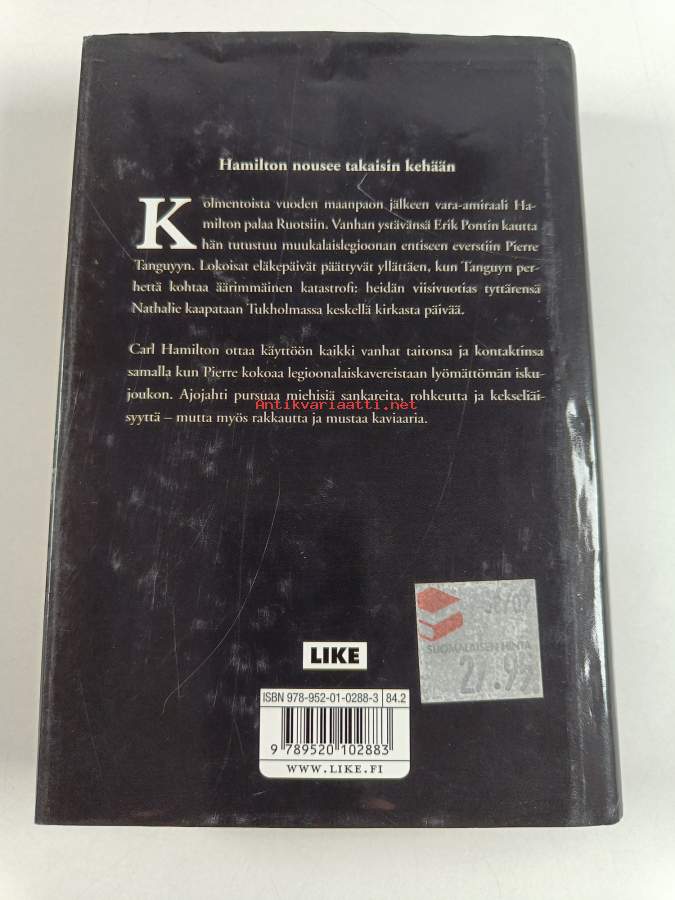 Hamilton nousee takaisin kehään
Kolmentoista vuoden maanpaon jälkeen vara-amiraali Ha-
milton palaa Ruotsiin. Vanhan ystävänsä Erik Pontin kautta
hän tutustuu muukalaislegioonan entiseen everstiin Pierre
Tanguyyn. Lokoisat eläkepäivät päättyvät yllättäen, kun Tanguyn per-
hettä kohtaa äärimmäinen katastrofi: heidän viisivuotias tyttärensä
Nathalie kaapataan Tukholmassa keskellä kirkasta päivää.
Carl Hamilton ottaa käyttöön kaikki vanhat taitonsa ja kontaktinsa
samalla kun Pierre kokoaa legioonalaiskavereistaan lyömättömän isku-
joukon. Ajojahti pursuaa miehisiä sankareita, rohkeutta ja kekseliäi-
syyttä – mutta myös rakkautta ja mustaa kaviaaria.
Antikvariaatti.net
SUOMALAISEN HINTA
27.99
LIKE
ISBN 978-952-01-0288-3 84.2
9 789520 102883
WWW.LIKE.FI